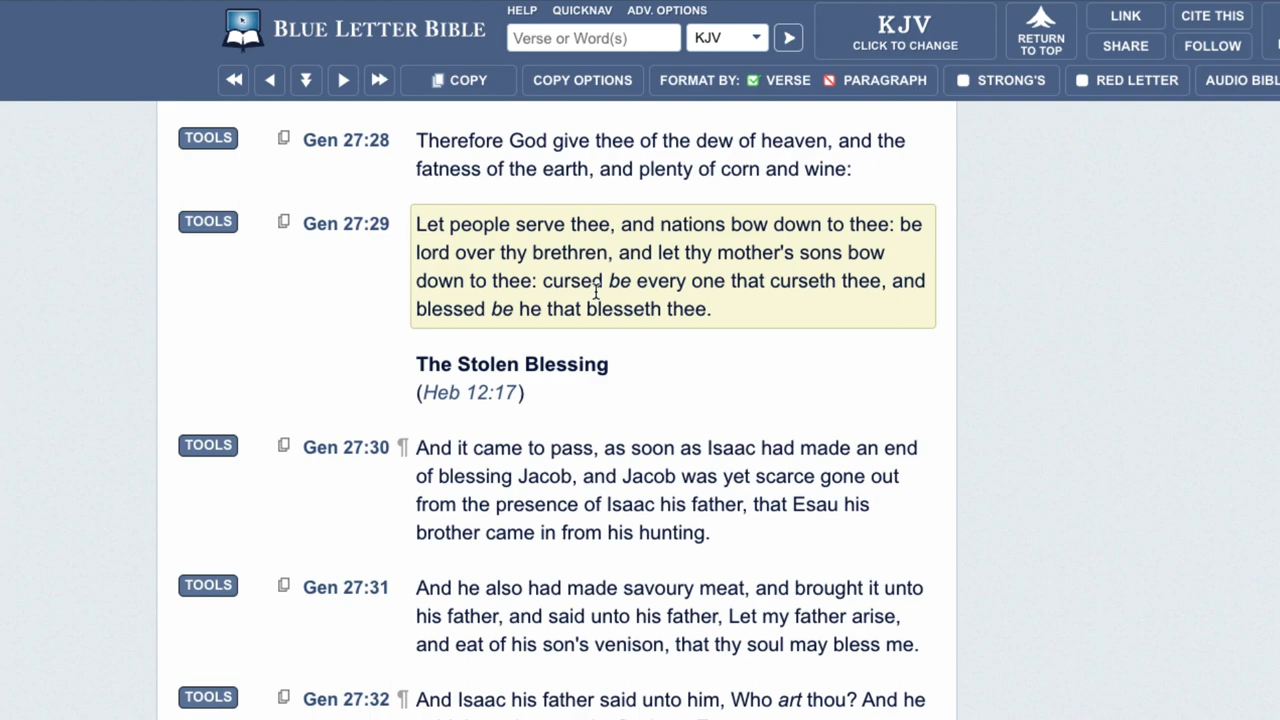 HELP QUICKNAV ADV. OPTIONS
BLUE LETTER BIBLE
Verse or Word(s) KJV
KJV
CLICK TO CHANGE
RETURN
TO TOP
LINK CITE THIS
SHARE FOLLOW
COPY COPY OPTIONS FORMAT BY: VERSE PARAGRAPH STRONG'S RED LETTER AUDIO BIBL
TOOLS Gen 27:28 Therefore God give thee of the dew of heaven, and the
fatness of the earth, and plenty of corn and wine:
TOOLS Gen 27:29 Let people serve thee, and nations bow down to thee: be
lord over thy brethren, and let thy mother's sons bow
down to thee: cursed be every one that curseth thee, and
blessed be he that blesseth thee.
The Stolen Blessing
(Heb 12:17)
TOOLS Gen 27:30 ¶ And it came to pass, as soon as Isaac had made an end
of blessing Jacob, and Jacob was yet scarce gone out
from the presence of Isaac his father, that Esau his
brother came in from his hunting.
TOOLS Gen 27:31 And he also had made savoury meat, and brought it unto
his father, and said unto his father, Let my father arise,
and eat of his son's venison, that thy soul may bless me.
TOOLS Gen 27:32 ¶ And Isaac his father said unto him, Who art thou? And he